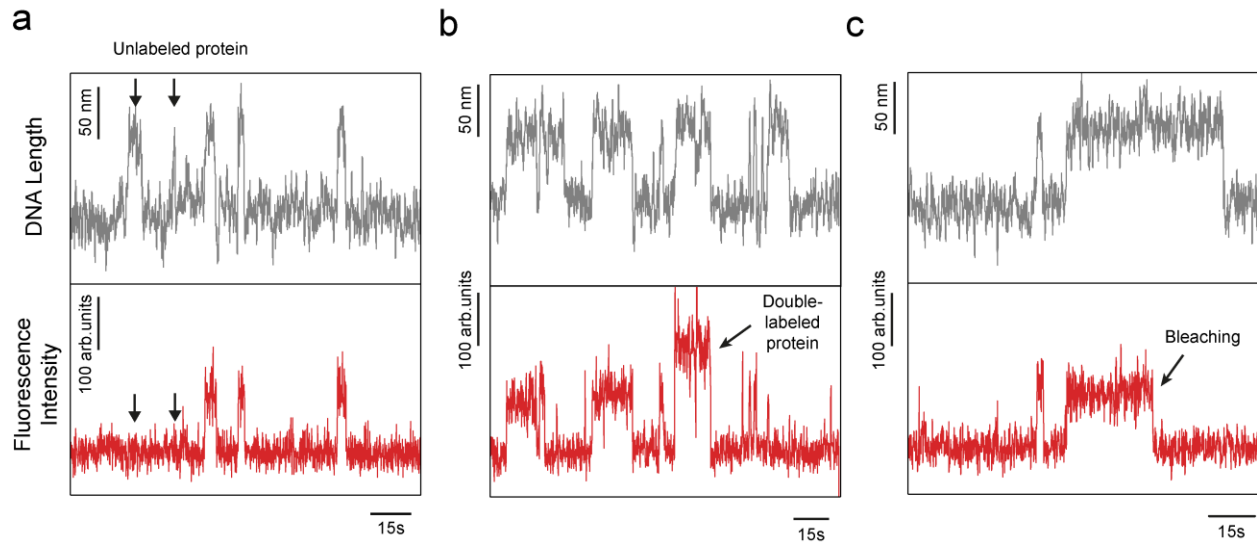 a
Unlabeled protein
50 nm
DNA Length
100 arb.units
Fluorescence
Intensity
15s
b
50 nm
100 arb.units
Double-
labeled
protein
15s
c
50 nm
100 arb.units
Bleaching
15s